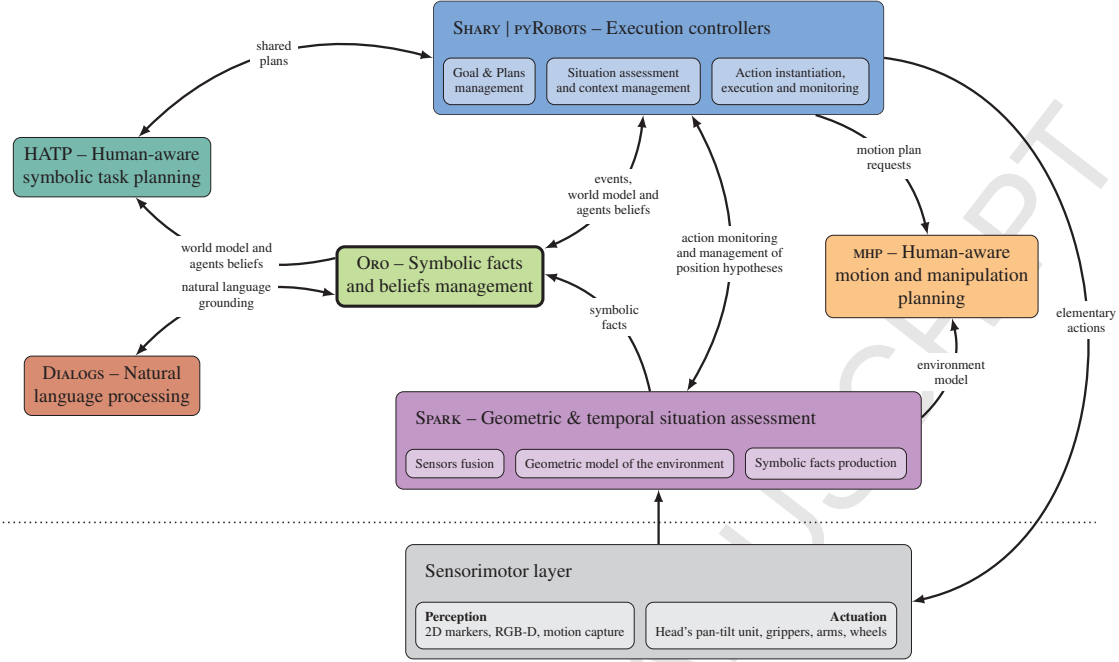 SHARY | PYROBOTS – Execution controllers
Goal & Plans
management
Situation assessment
and context management
Action instantiation,
execution and monitoring
shared
plans
HATP – Human-aware
symbolic task planning
motion plan
requests
events,
world model and
agents beliefs
action monitoring
and management of
position hypotheses
world model and
agents beliefs
natural language
grounding
ORO – Symbolic facts
and beliefs management
MHP – Human-aware
motion and manipulation
planning
symbolic
facts
elementary
actions
DIALOGS – Natural
language processing
environment
model
SPARK – Geometric & temporal situation assessment
Sensors fusion
Geometric model of the environment
Symbolic facts production
Sensorimotor layer
Perception
2D markers, RGB-D, motion capture
Actuation
Head's pan-tilt unit, grippers, arms, wheels